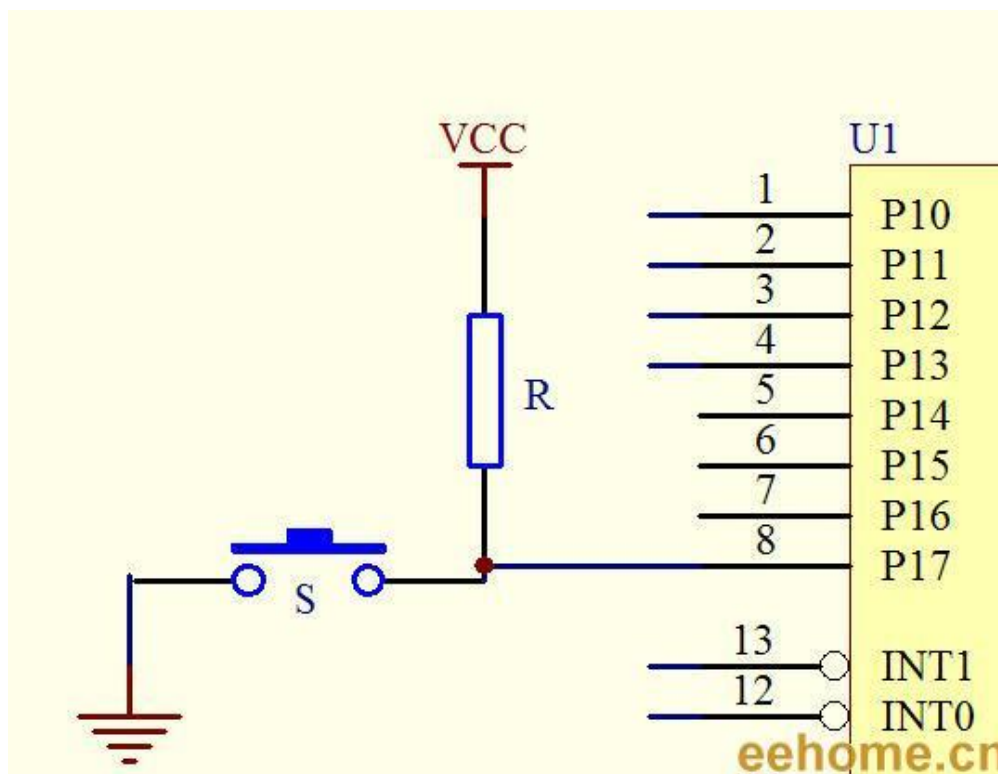 VCC
U1
1 P10
2 P11
3 P12
4 P13
5 P14
6 P15
7 P16
8 P17
R
S
13 INT1
12 INT0
eehome.cn